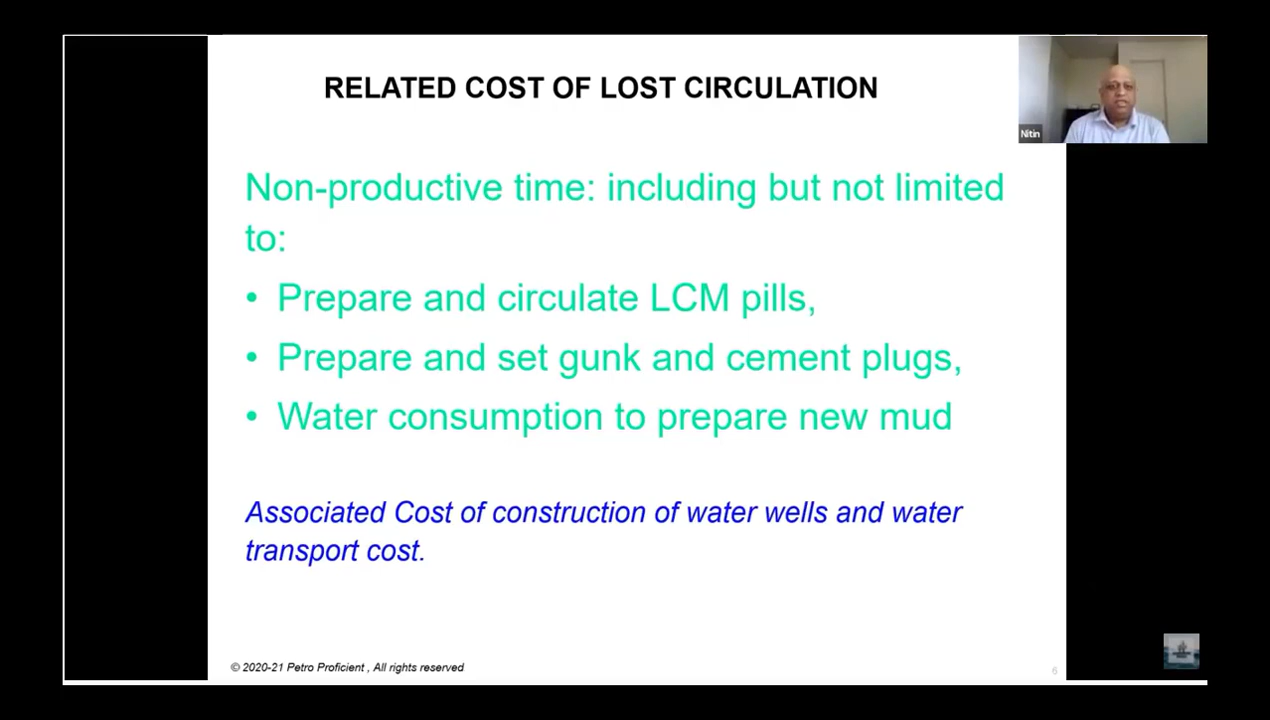 RELATED COST OF LOST CIRCULATION
Nitin
Non-productive time: including but not limited
to:
• Prepare and circulate LCM pills,
• Prepare and set gunk and cement plugs,
• Water consumption to prepare new mud
Associated Cost of construction of water wells and water
transport cost.
© 2020-21 Petro Proficient , All rights reserved
6